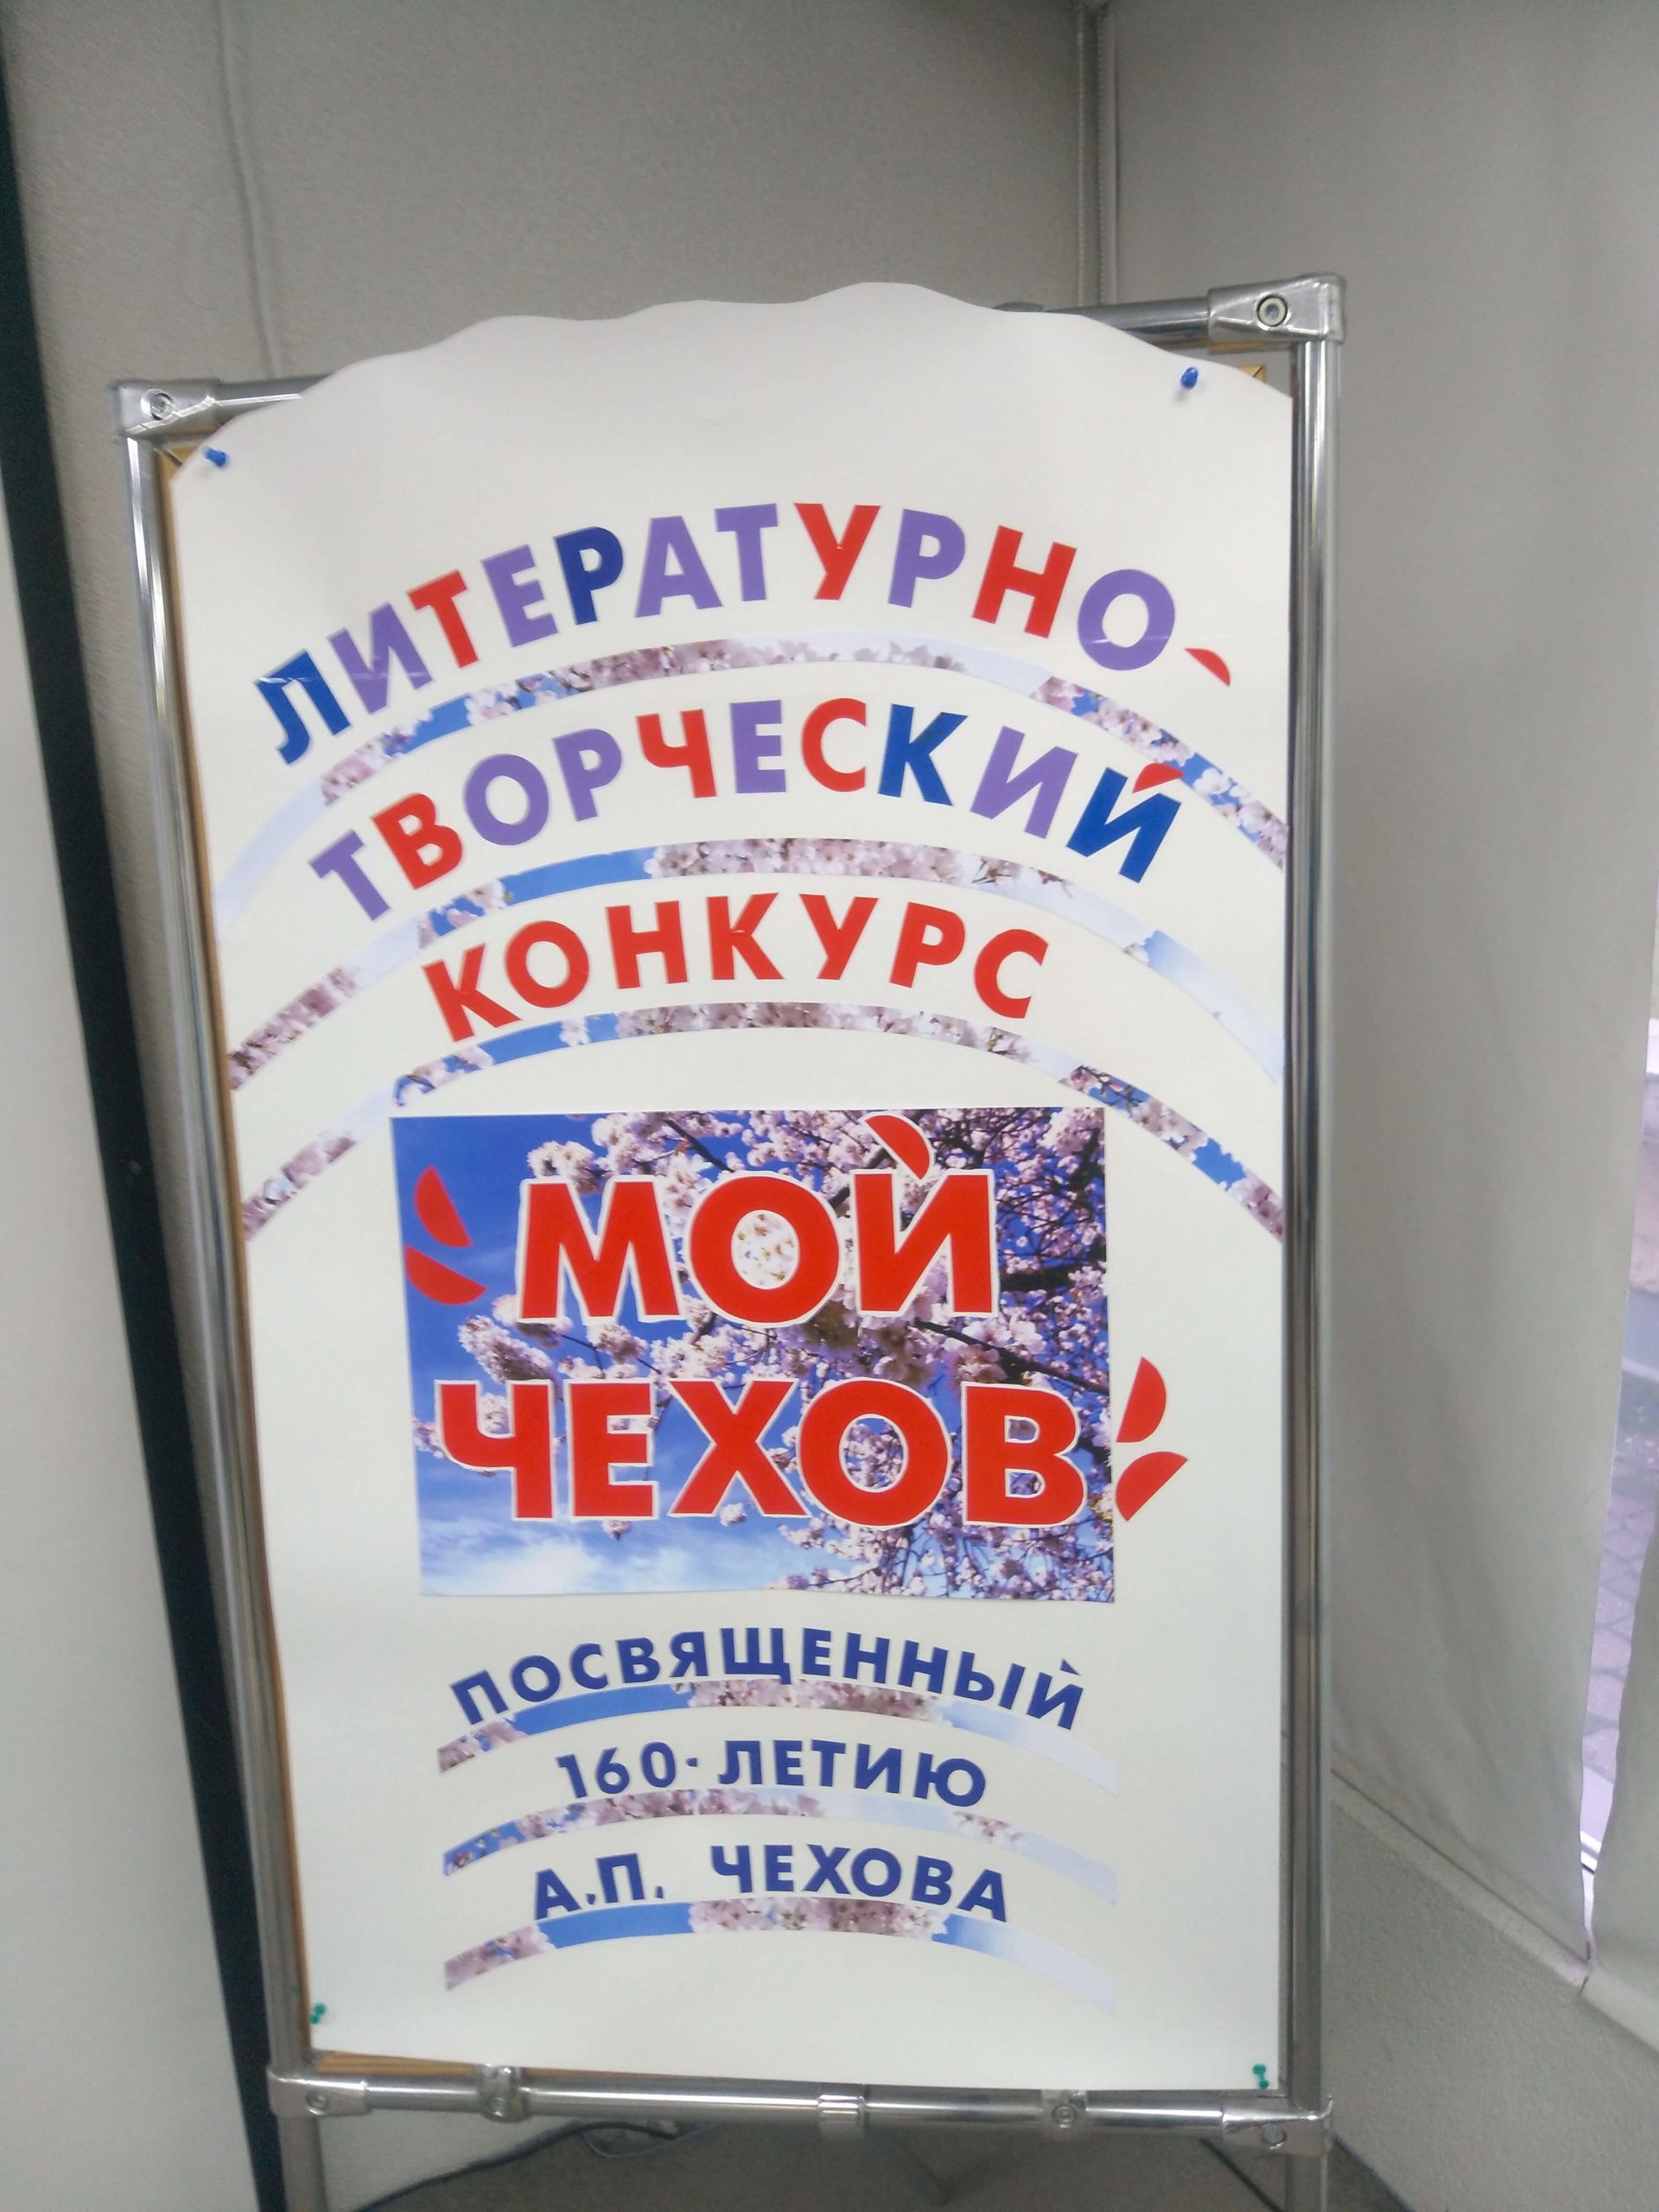 ЛИТЕРАТУРНО-
ТВОРЧЕСКИЙ
КОНКУРС
"МОЙ
ЧЕХОВ"
ПОСВЯЩЕННЫЙ
160-ЛЕТИЮ
А.П. ЧЕХОВА